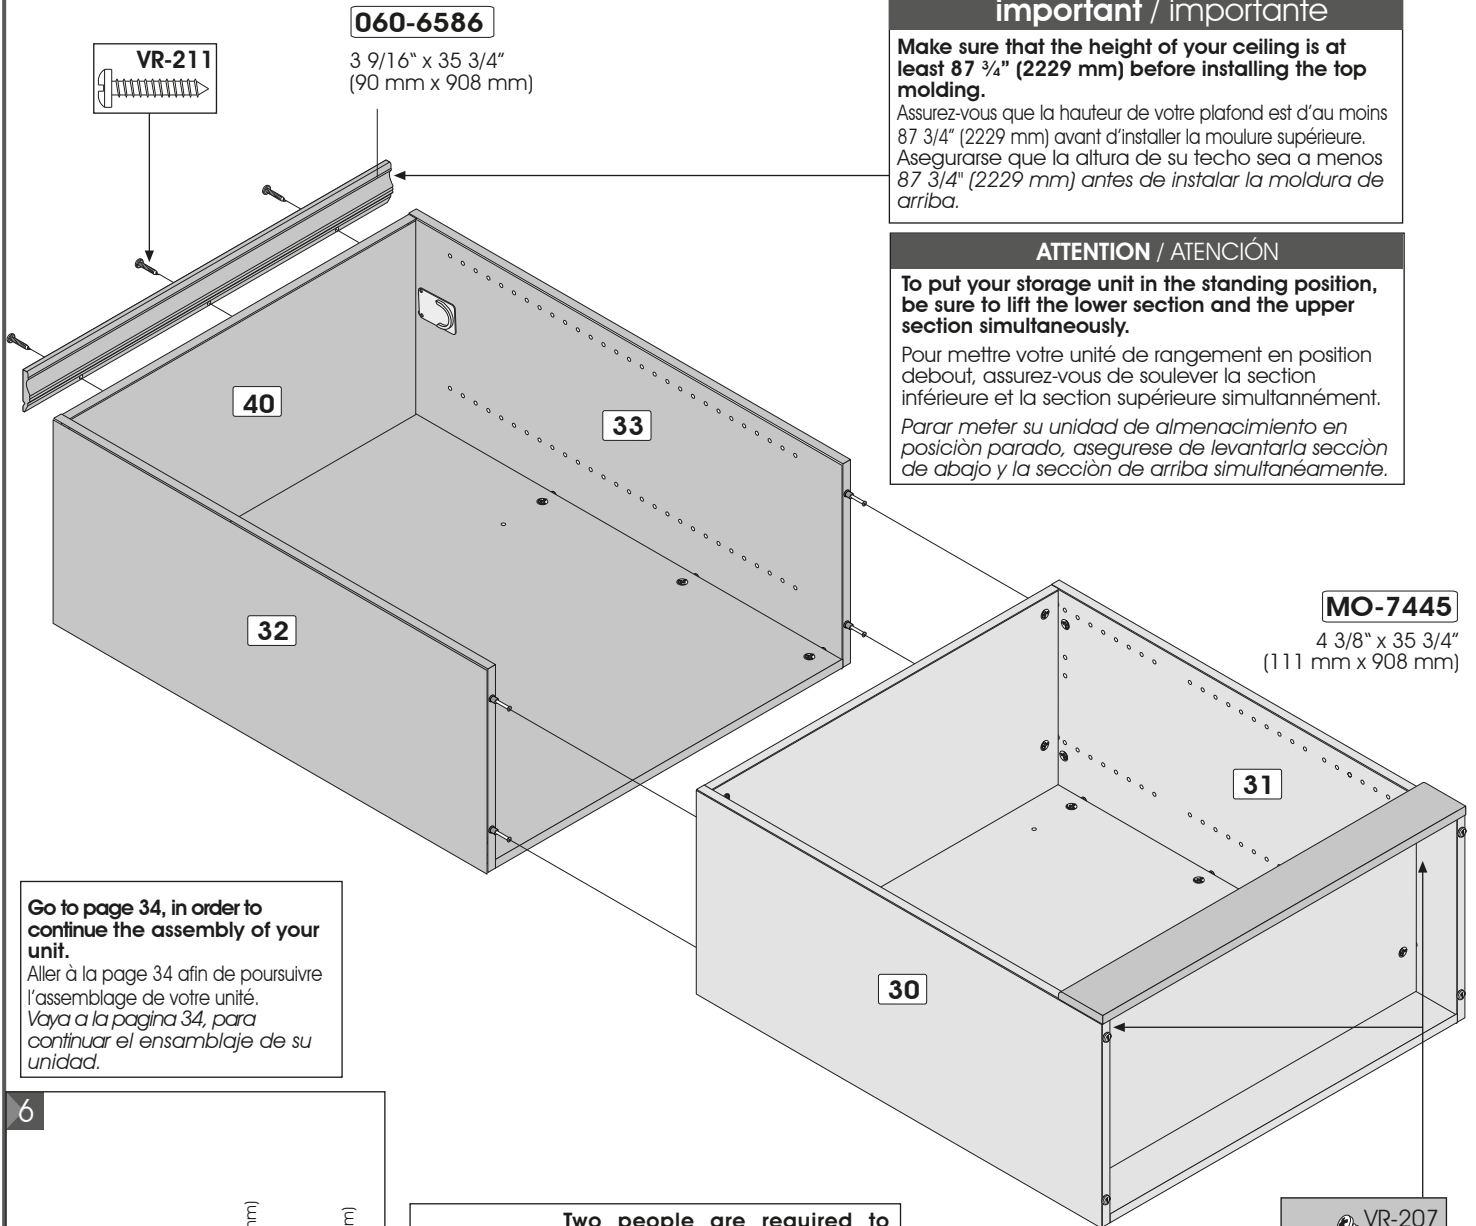 060-6586
3 9/16“ x 35 3/4”
(90 mm x 908 mm)
VR-211
important / importante
Make sure that the height of your ceiling is at
least 87 ¾” (2229 mm) before installing the top
molding.
Assurez-vous que la hauteur de votre plafond est d’au moins
87 3/4” (2229 mm) avant d’installer la moulure supérieure.
Asegurarse que la altura de su techo sea a menos
87 3/4" (2229 mm) antes de instalar la moldura de
arriba.
ATTENTION / ATENCIÓN
To put your storage unit in the standing position,
be sure to lift the lower section and the upper
section simultaneously.
Pour mettre votre unité de rangement en position
debout, assurez-vous de soulever la section
inférieure et la section supérieure simultannément.
Parar meter su unidad de almenacimiento en
posiciòn parado, asegurese de levantarla secciòn
de abajo y la secciòn de arriba simultanéamente.
40
33
32
MO-7445
4 3/8“ x 35 3/4”
(111 mm x 908 mm)
31
30
Go to page 34, in order to
continue the assembly of your
unit.
Aller à la page 34 afin de poursuivre
l’assemblage de votre unité.
Vaya a la pagina 34, para
continuar el ensamblaje de su
unidad.
6
Two people are required to
VR-207